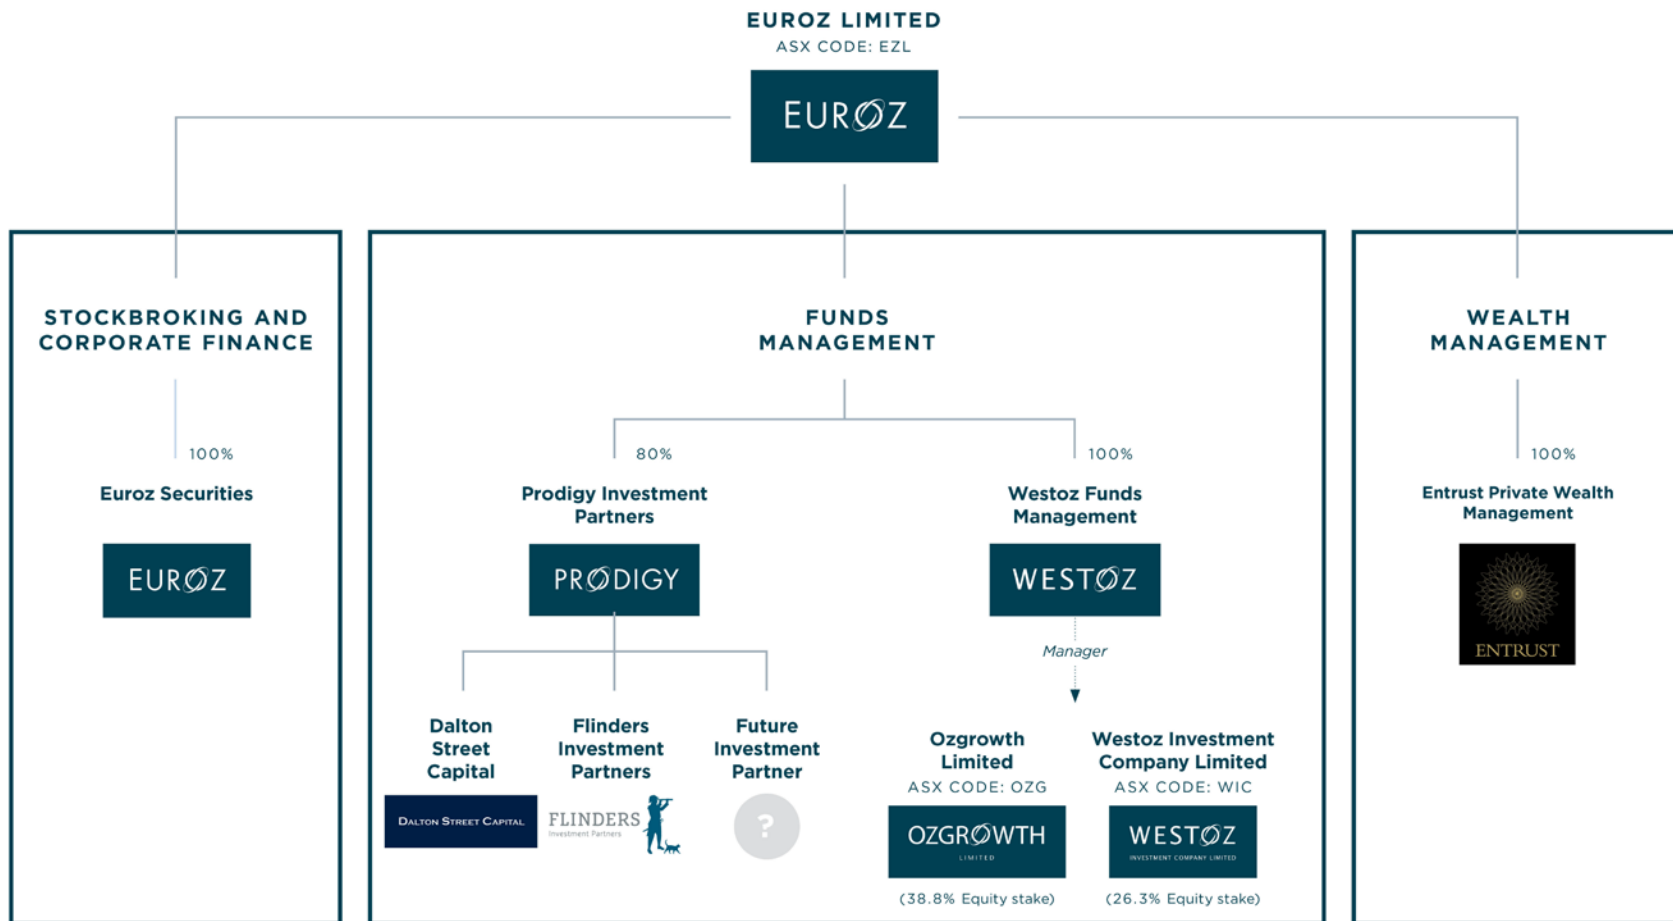 EUROZ LIMITED
ASX CODE: EZL
EUROZ
STOCKBROKING AND
CORPORATE FINANCE
100%
Euroz Securities
EUROZ
FUNDS
MANAGEMENT
80%
Prodigy Investment
Partners
PRODIGY
Dalton
Street
Capital
DALTON STREET CAPITAL
Flinders
Investment
Partners
FLINDERS
Investment Partners
Future
Investment
Partner
?
100%
Westoz Funds
Management
WESTOZ
Manager
Ozgrowth
Limited
ASX CODE: OZG
OZGROWTH
LIMITED
(38.8% Equity stake)
Westoz Investment
Company Limited
ASX CODE: WIC
WESTOZ
INVESTMENT COMPANY LIMITED
(26.3% Equity stake)
WEALTH
MANAGEMENT
100%
Entrust Private Wealth
Management
ENTRUST